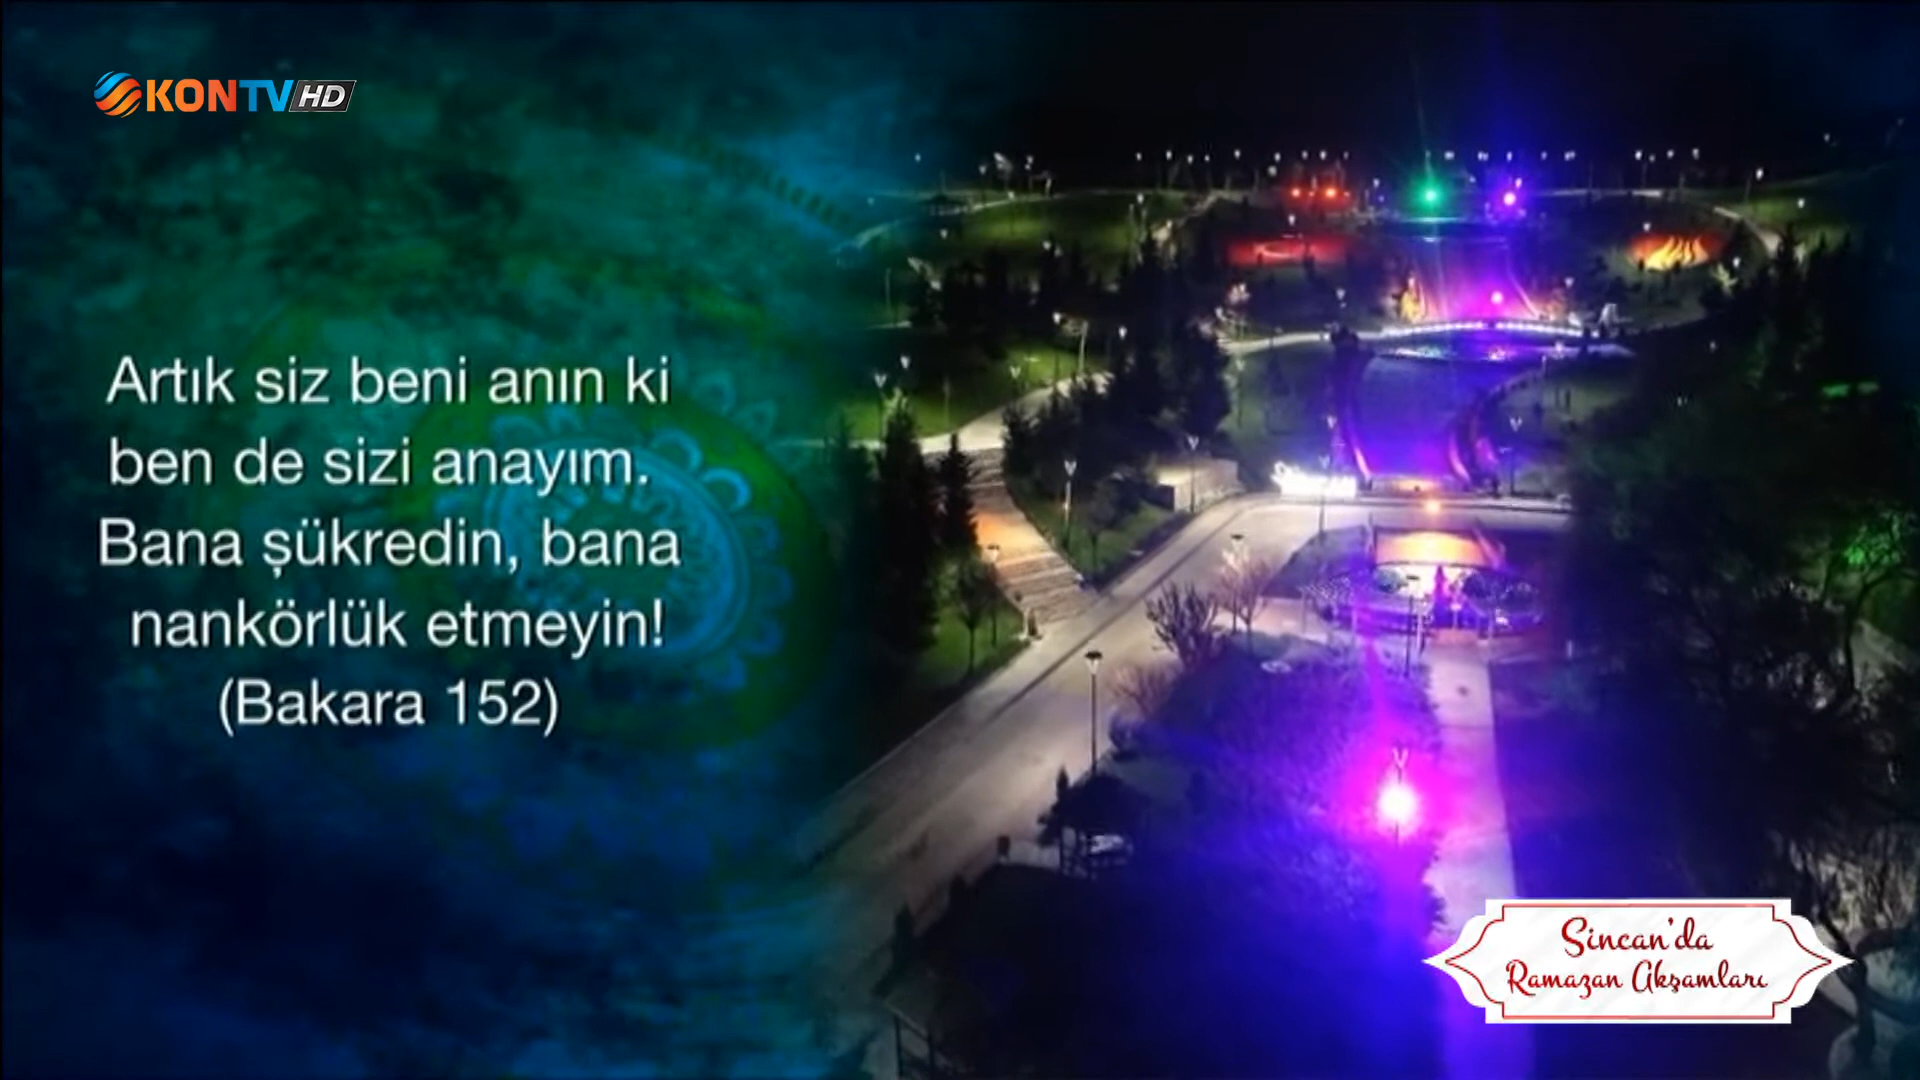 KONTV HD
Artık siz beni anın ki
ben de sizi anayım.
Bana şükredin, bana
nankörlük etmeyin!
(Bakara 152)
Sincan'da
Ramazan Akşamları